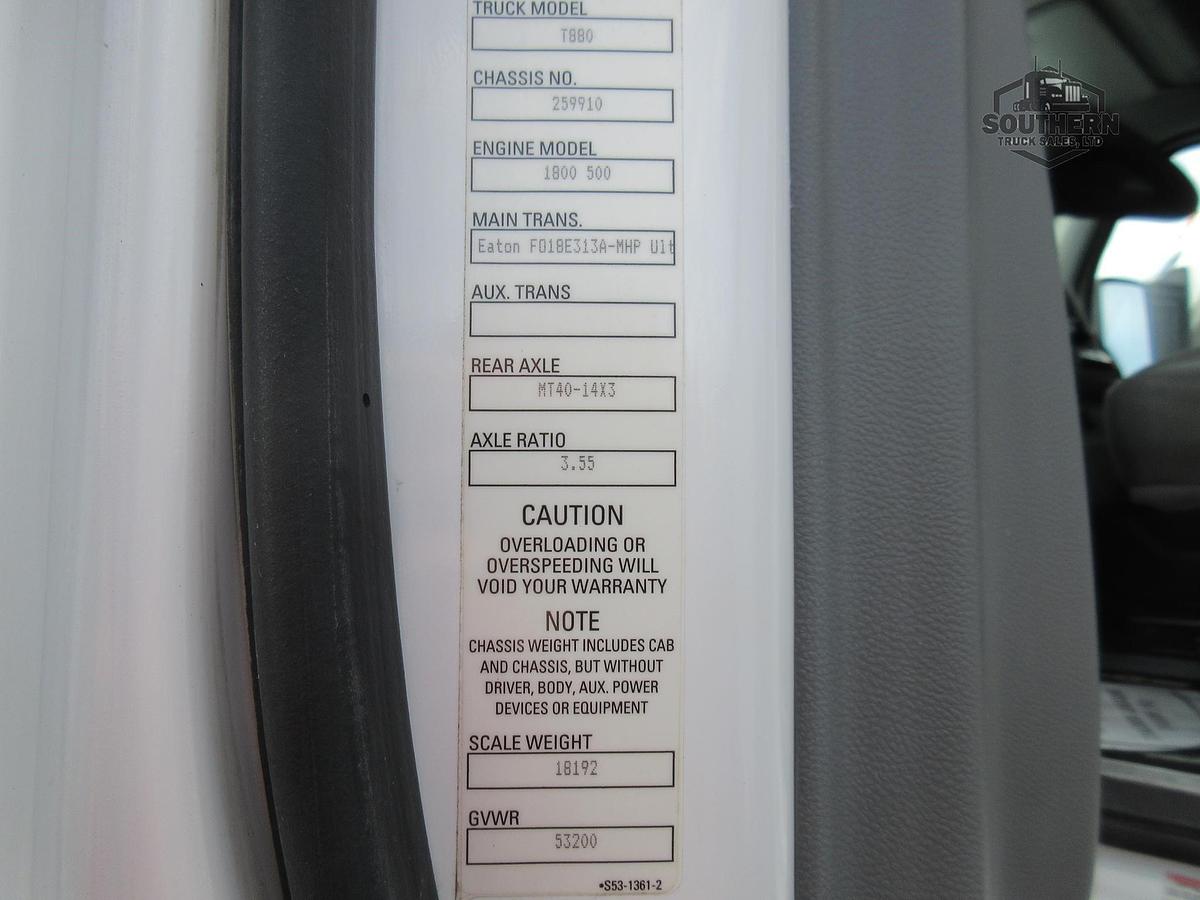 TRUCK MODEL
T880
CHASSIS NO.
259910
ENGINE MODEL
1800 500
MAIN TRANS.
Eaton FO18E313A-MHP Ult
AUX. TRANS
REAR AXLE
MT40-14X3
AXLE RATIO
3.55
CAUTION
OVERLOADING OR
OVERSPEEDING WILL
VOID YOUR WARRANTY
NOTE
CHASSIS WEIGHT INCLUDES CAB
AND CHASSIS, BUT WITHOUT
DRIVER, BODY, AUX. POWER
DEVICES OR EQUIPMENT
SCALE WEIGHT
18192
GVWR
53200
•S53-1361-2
SOUTHERN
TRUCK SALES, LTD